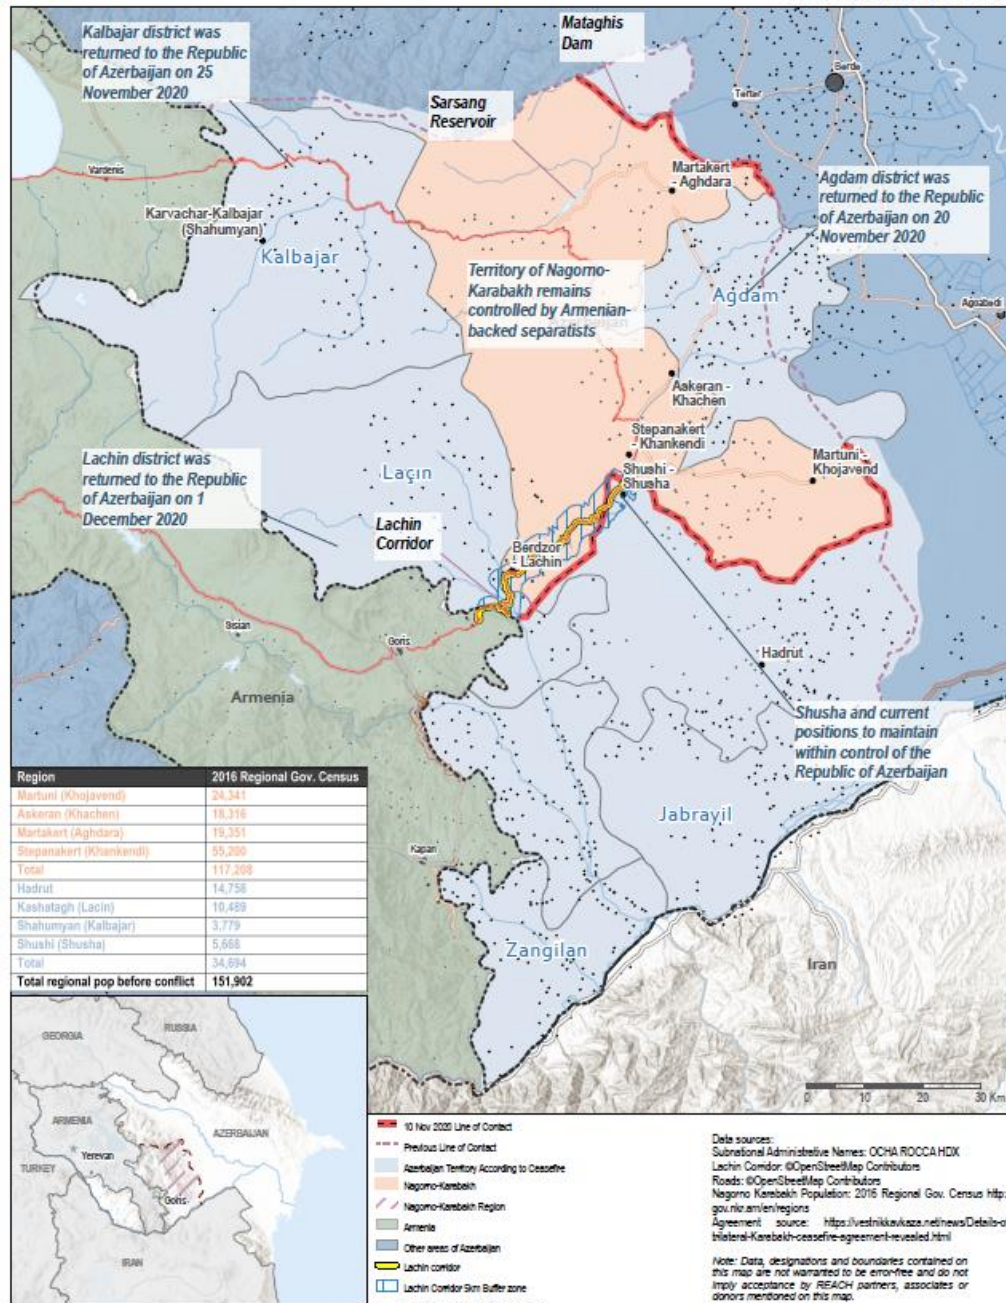 Kalbajar district was
returned to the Republic
of Azerbaijan on 25
November 2020
Mataghis
Dam
Sarsang
Reservoir
Berde
Terter
Vardenis
Martakert
- Aghdara
Agdam district was
returned to the Republic
of Azerbaijan on 20
November 2020
Karvachar-Kalbajar
(Shahumyan)
Kalbajar
Territory of Nagorno-
Karabakh remains
controlled by Armenian-
backed separatists
Agdam
Agcabedi
Askeran -
Khachen
Stepanakert
- Khankendi
Lachin district was
returned to the Republic
of Azerbaijan on 1
December 2020
Laçın
Shushi -
Shusha
Martuni -
Khojavend
Lachin
Corridor
Berdzor
- Lachin
Sisian
Goris
Hadrut
Armenia
Shusha and current
positions to maintain
within control of the
Republic of Azerbaijan
Region 2016 Regional Gov. Census
Martuni (Khojavend) 24,341
Askeran (Khachen) 18,316
Martakert (Aghdara) 19,351
Stepanakert (Khankendi) 55,200
Total 117,208
Hadrut 14,758
Kashatagh (Lacin) 10,489
Shahumyan (Kalbajar) 3,779
Shushi (Shusha) 5,668
Total 34,694
Total regional pop before conflict 151,902
Jabrayil
Kapan
Zangilan
Iran
0 10 20 30 Km
GEORGIA
RUSSIA
ARMENIA
Yerevan
AZERBAIJAN
TURKEY
Goris
IRAN
10 Nov 2020 Line of Contact
Previous Line of Contact
Azerbaijan Territory According to Ceasefire
Nagorno-Karabakh
Nagorno-Karabakh Region
Armenia
Other areas of Azerbaijan
Lachin corridor
Lachin Corridor 5km Buffer zone
Data sources:
Subnational Administrative Names: OCHA ROCCA HDX
Lachin Corridor: ©OpenStreetMap Contributors
Roads: ©OpenStreetMap Contributors
Nagorno Karabakh Population: 2016 Regional Gov. Census http:
gov.nkr.am/en/regions
Agreement source: https://vestnikkavkaza.net/news/Details-o
trilateral-Karabakh-ceasefire-agreement-revealed.html
Note: Data, designations and boundaries contained on
this map are not warranted to be error-free and do not
imply acceptance by REACH partners, associates or
donors mentioned on this map.